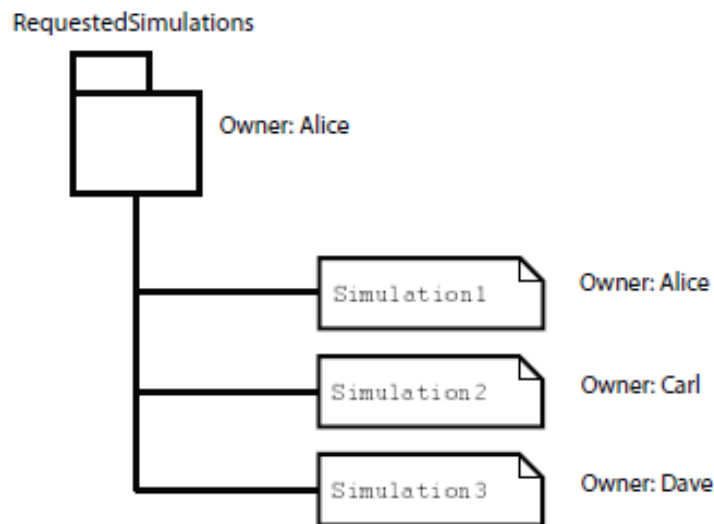 RequestedSimulations
Owner: Alice
Simulation1
Owner: Alice
Simulation2
Owner: Carl
Simulation3
Owner: Dave